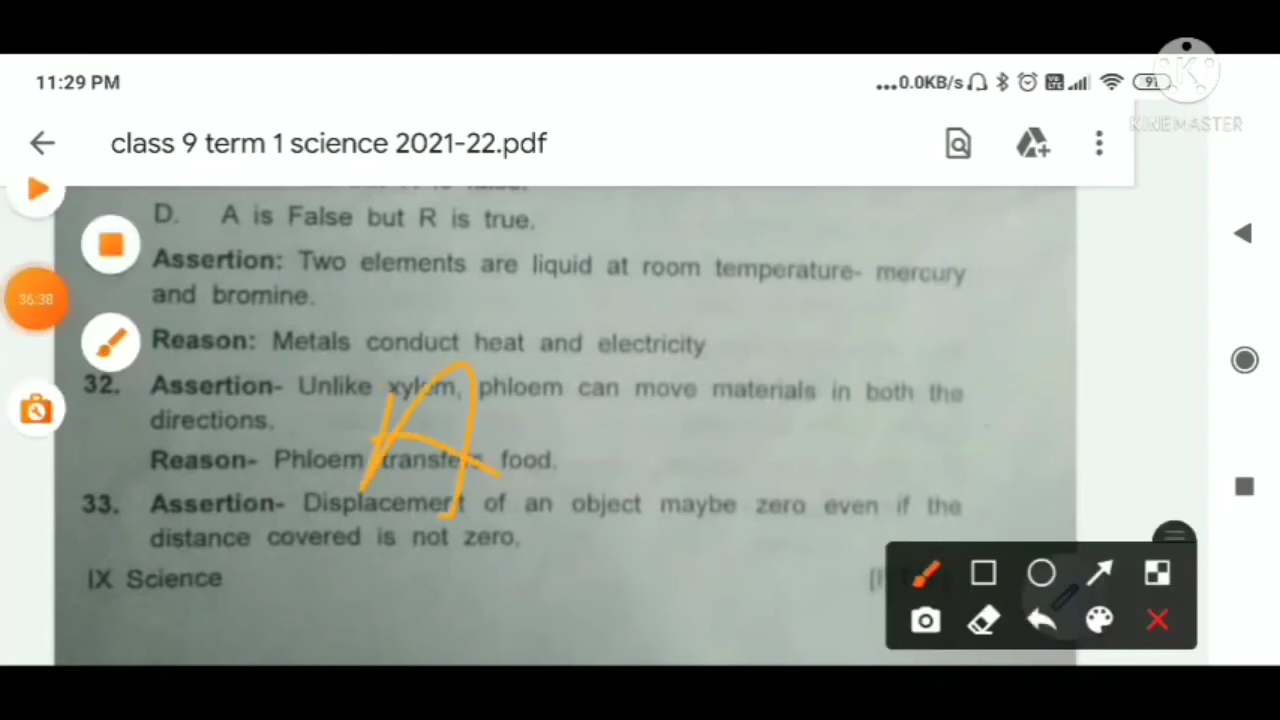 11:29 PM
...0.0KB/s
KINEMASTER
class 9 term 1 science 2021-22.pdf
D. A is False but R is true.
36:38
Assertion: Two elements are liquid at room temperature- mercury
and bromine.
Reason: Metals conduct heat and electricity
32. Assertion- Unlike xylem, phloem can move materials in both the
directions.
A
Reason- Phloem transfers food.
33. Assertion- Displacement of an object maybe zero even if the
distance covered is not zero.
IX Science